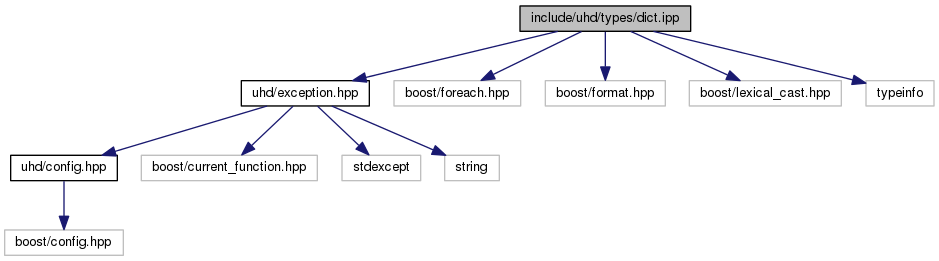 include/uhd/types/dict.ipp
uhd/exception.hpp
boost/foreach.hpp
boost/format.hpp
boost/lexical_cast.hpp
typeinfo
uhd/config.hpp
boost/current_function.hpp
stdexcept
string
boost/config.hpp